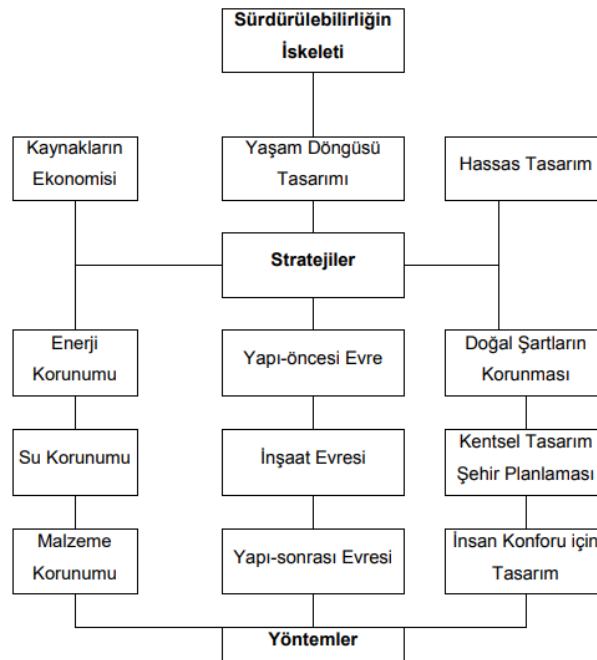 Sürdürülebilirliğin
İskeleti
Kaynakların
Ekonomisi
Yaşam Döngüsü
Tasarımı
Hassas Tasarım
Stratejiler
Enerji
Korunumu
Yapı-öncesi Evre
Doğal Şartların
Korunması
Su Korunumu
İnşaat Evresi
Kentsel Tasarım
Şehir Planlaması
Malzeme
Korunumu
Yapı-sonrası Evresi
İnsan Konforu için
Tasarım
Yöntemler